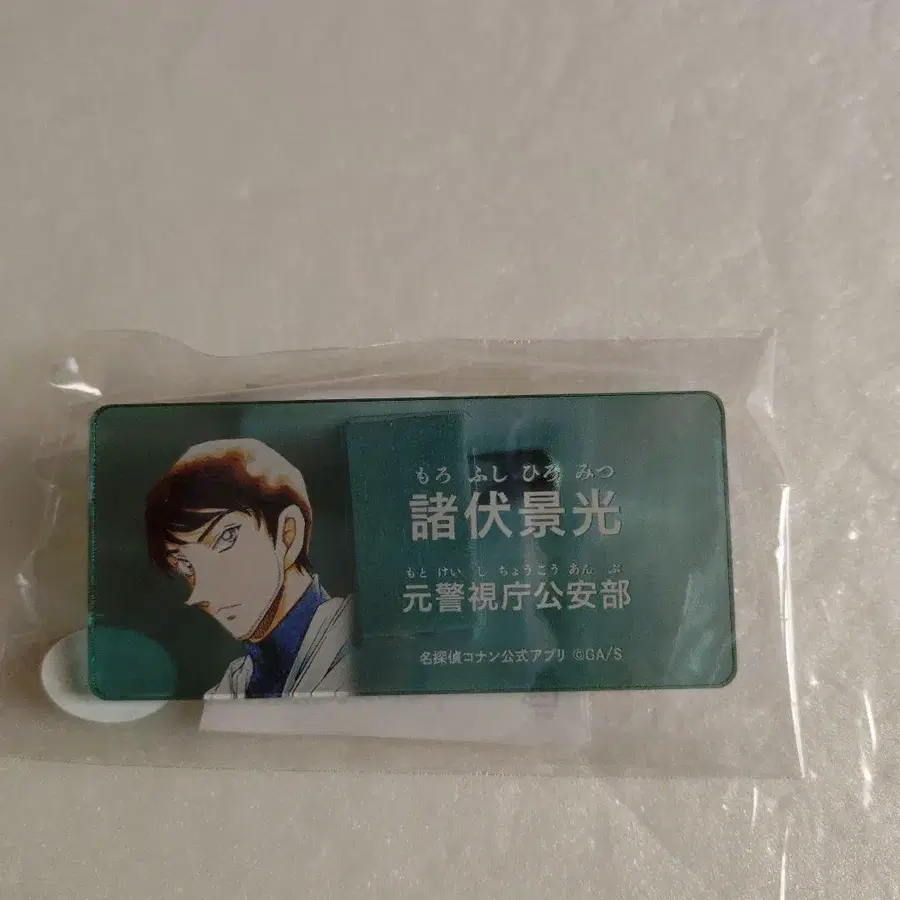 もろ ふし ひろ みつ
諸伏景光
もと けい し ちょうこう あん ぶ
元警視庁公安部
名探偵コナン公式アプリ ©GA/S